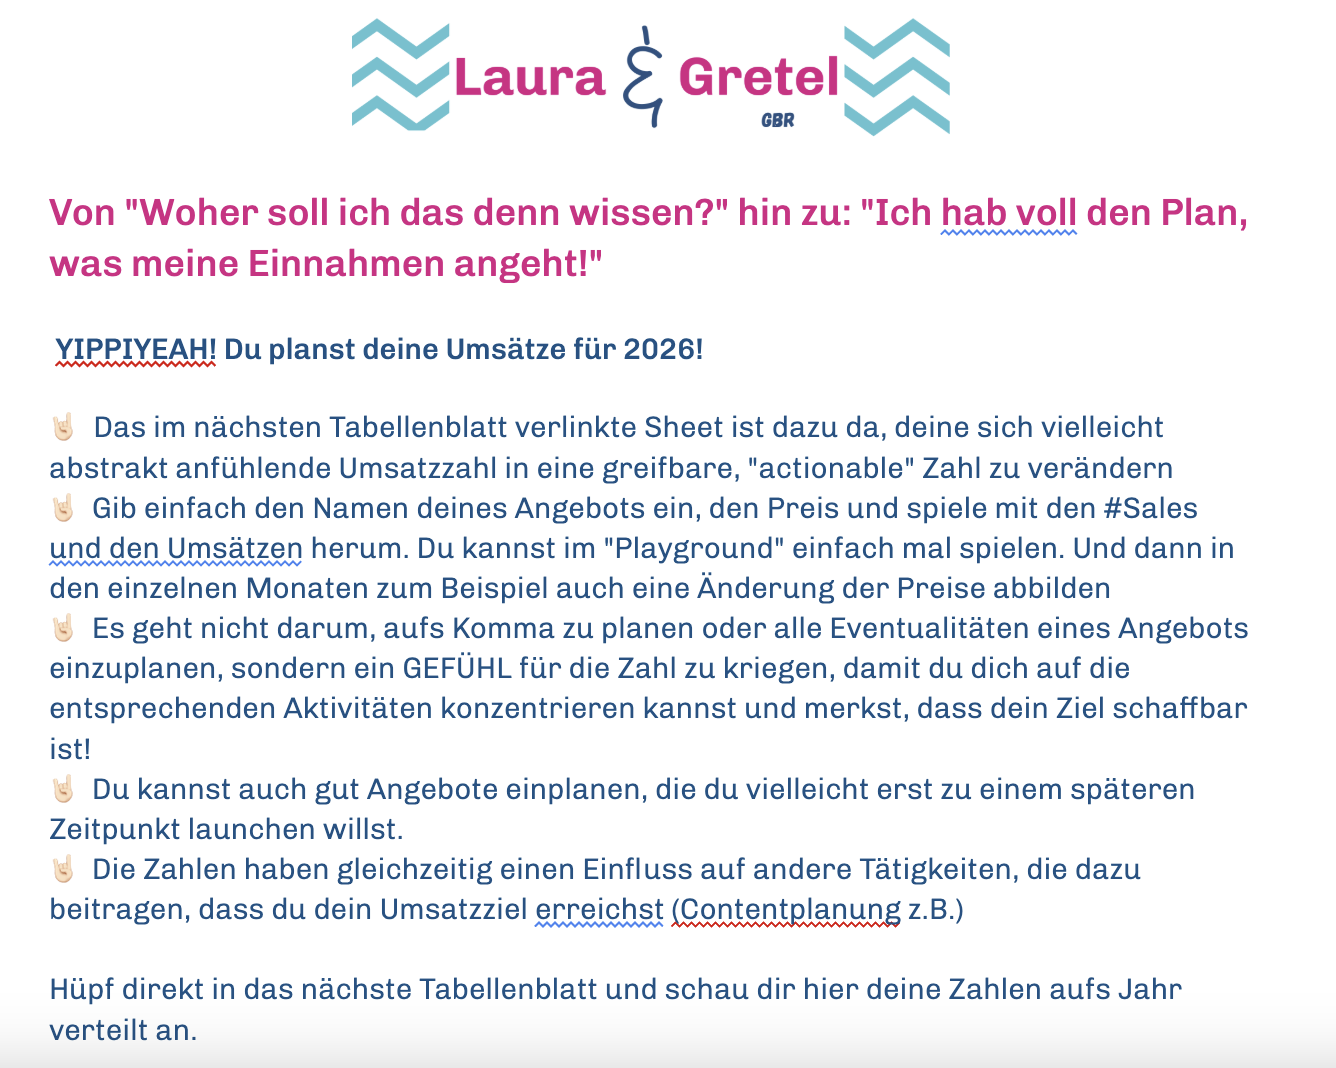 Laura & Gretel
GBR
Von "Woher soll ich das denn wissen?" hin zu: "Ich hab voll den Plan,
was meine Einnahmen angeht!"
YIPPIYEAH! Du planst deine Umsätze für 2026!
🤘🏻 Das im nächsten Tabellenblatt verlinkte Sheet ist dazu da, deine sich vielleicht
abstrakt anfühlende Umsatzzahl in eine greifbare, "actionable" Zahl zu verändern
🤘🏻 Gib einfach den Namen deines Angebots ein, den Preis und spiele mit den #Sales
und den Umsätzen herum. Du kannst im "Playground" einfach mal spielen. Und dann in
den einzelnen Monaten zum Beispiel auch eine Änderung der Preise abbilden
🤘🏻 Es geht nicht darum, aufs Komma zu planen oder alle Eventualitäten eines Angebots
einzuplanen, sondern ein GEFÜHL für die Zahl zu kriegen, damit du dich auf die
entsprechenden Aktivitäten konzentrieren kannst und merkst, dass dein Ziel schaffbar
ist!
🤘🏻 Du kannst auch gut Angebote einplanen, die du vielleicht erst zu einem späteren
Zeitpunkt launchen willst.
🤘🏻 Die Zahlen haben gleichzeitig einen Einfluss auf andere Tätigkeiten, die dazu
beitragen, dass du dein Umsatzziel erreichst (Contentplanung z.B.)
Hüpf direkt in das nächste Tabellenblatt und schau dir hier deine Zahlen aufs Jahr
verteilt an.